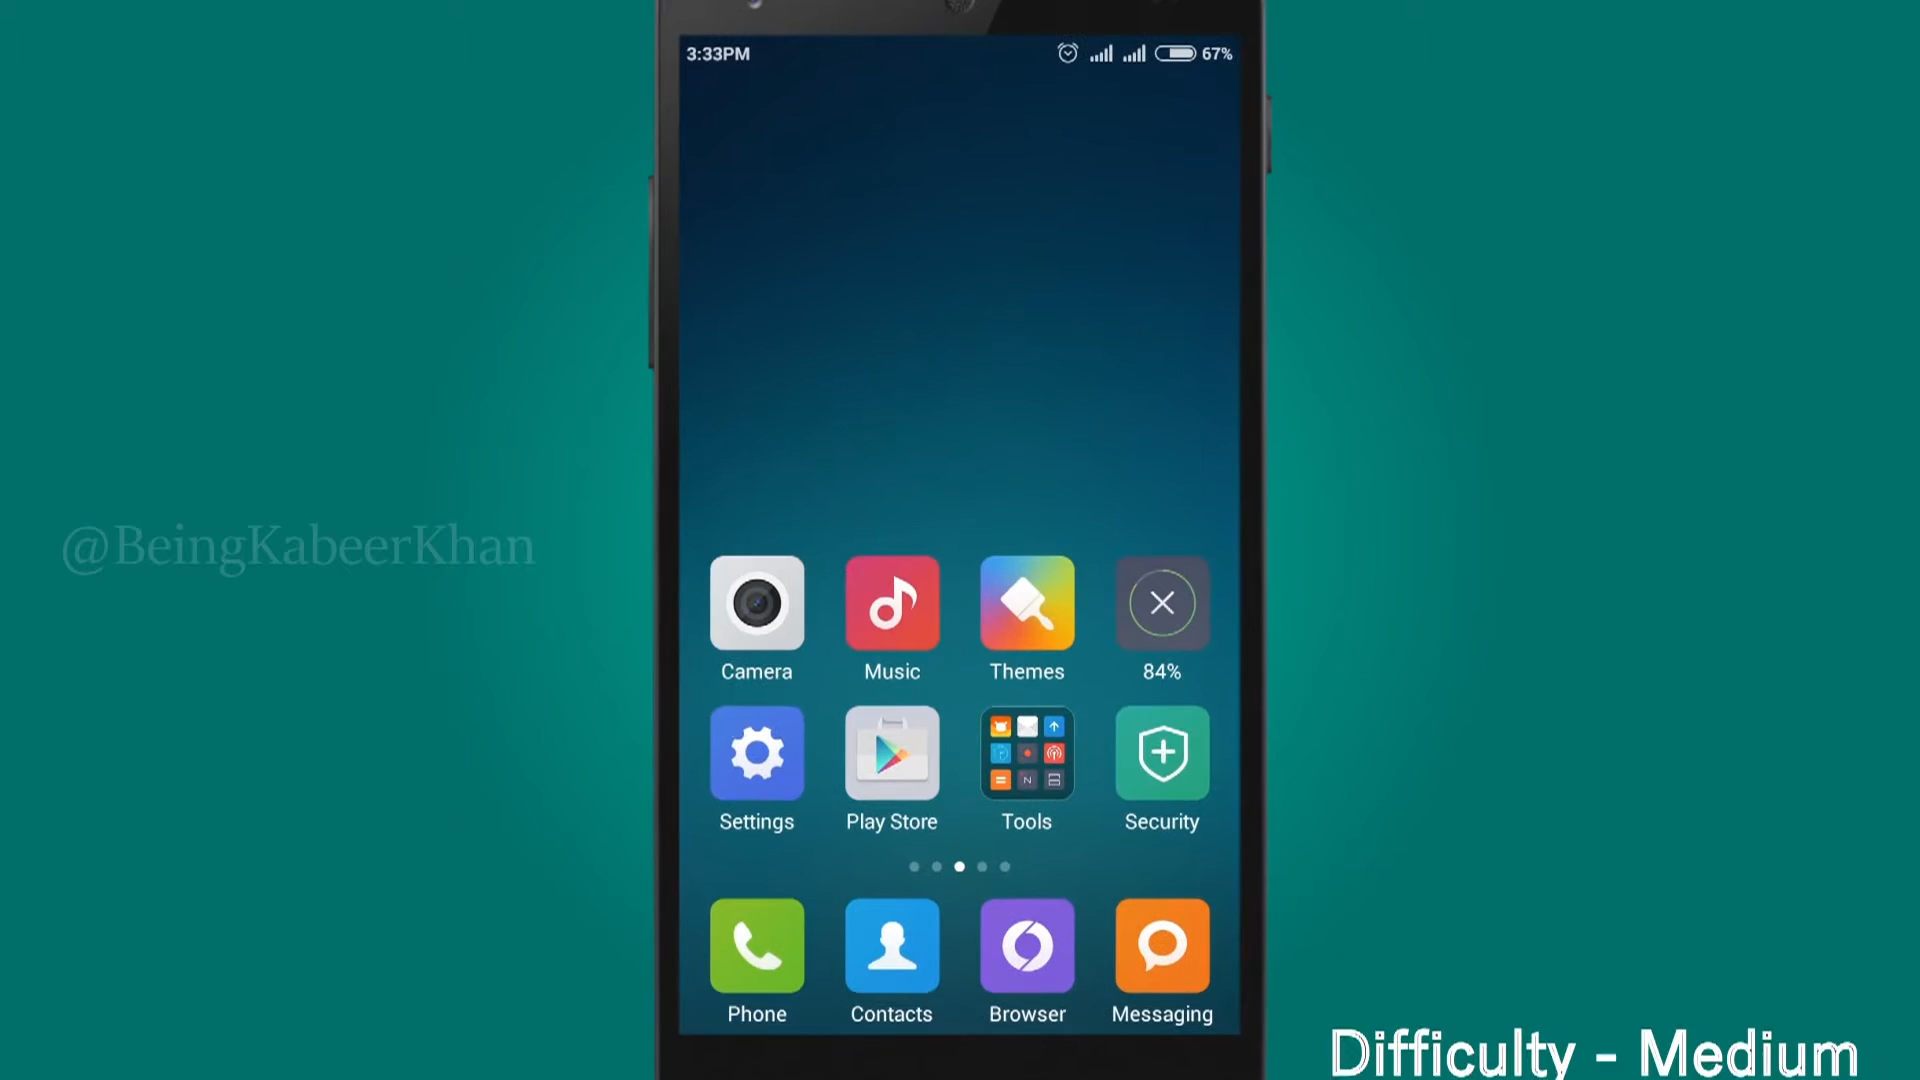 3:33PM
67%
@BeingKabeerKhan
Camera
Music
Themes
84%
Settings
Play Store
Tools
Security
Phone
Contacts
Browser
Messaging
Difficulty - Medium